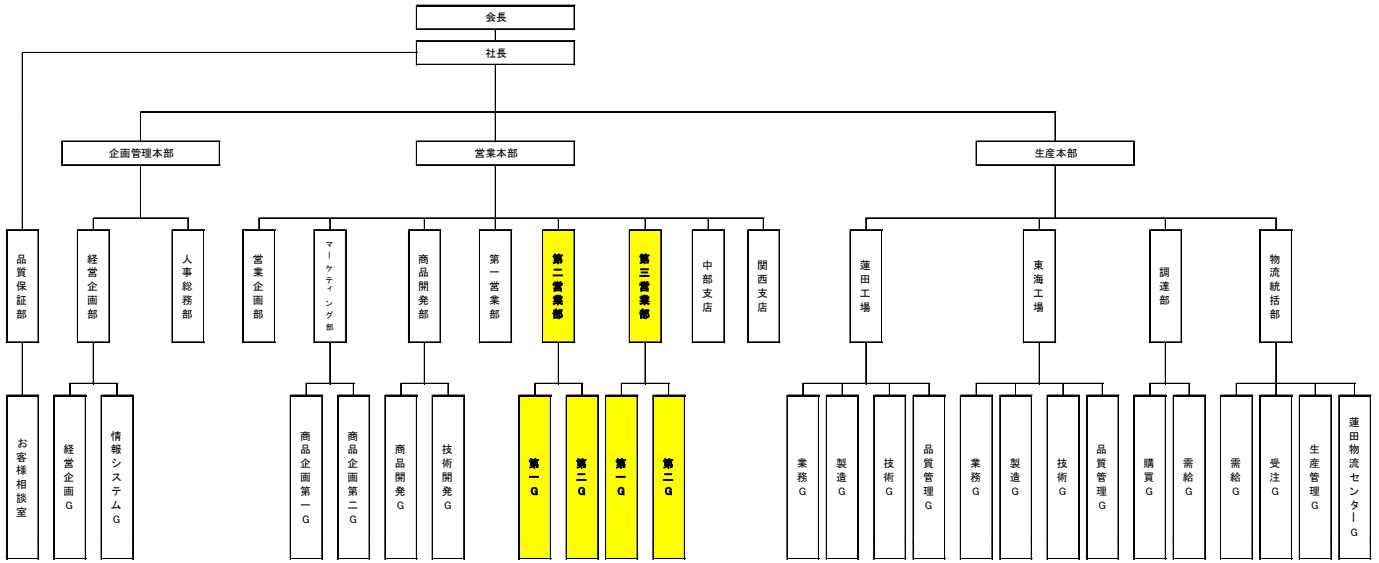 会長
社長
企画管理本部
営業本部
生産本部
品質保証部
経営企画部
人事総務部
営業企画部
マーケティング部
商品開発部
第一営業部
第二営業部
第三営業部
中部支店
関西支店
蓮田工場
東海工場
調達部
物流統括部
お客様相談室
経営企画G
情報システムG
商品企画第一G
商品企画第二G
商品開発G
技術開発G
第一G
第二G
第一G
第二G
業務G
製造G
技術G
品質管理G
業務G
製造G
技術G
品質管理G
購買G
需給G
需給G
受注G
生産管理G
蓮田物流センターG